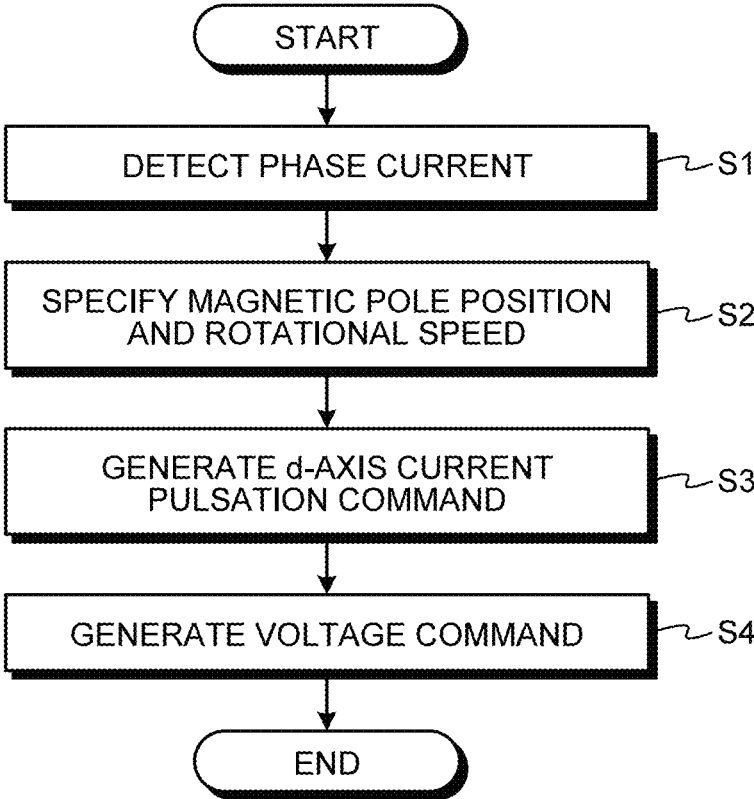 START
DETECT PHASE CURRENT
S1
SPECIFY MAGNETIC POLE POSITION
AND ROTATIONAL SPEED
S2
GENERATE d-AXIS CURRENT
PULSATION COMMAND
S3
GENERATE VOLTAGE COMMAND
S4
END